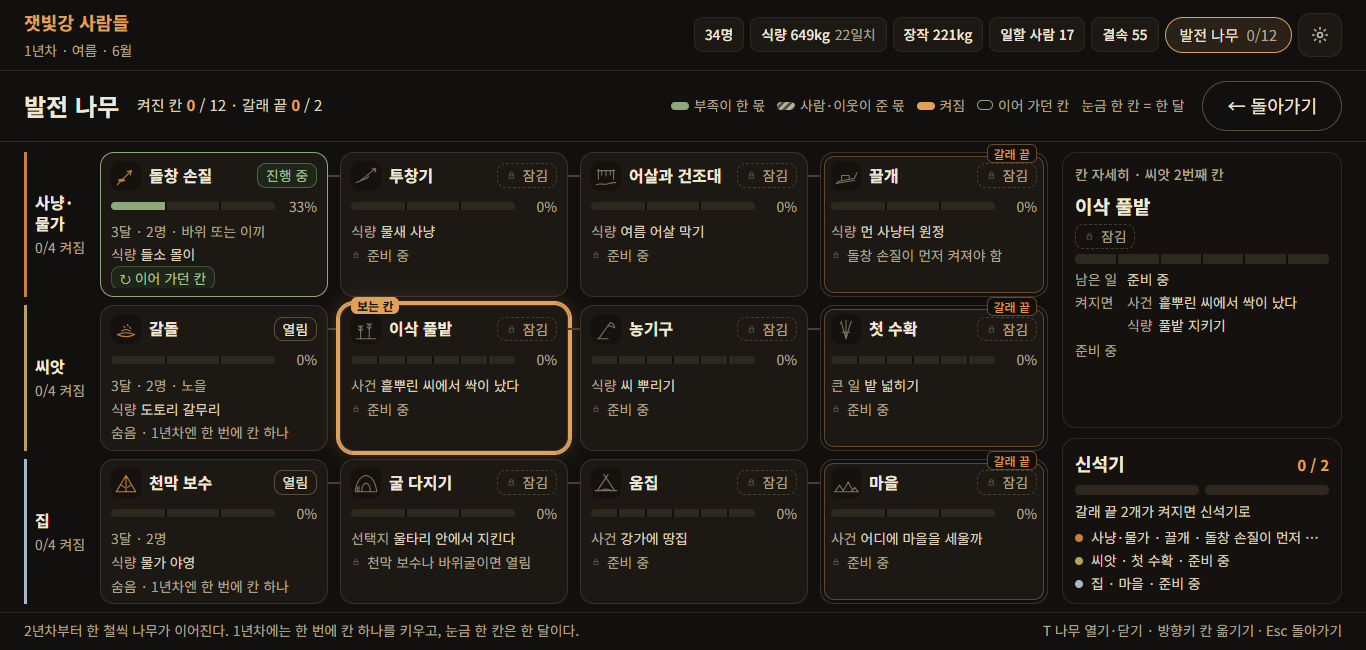 잿빛강 사람들
1년차 · 여름 · 6월
34명
식량 649kg 22일치
장작 221kg
일할 사람 17
결속 55
발전 나무 0/12
발전 나무
켜진 칸 0 / 12 · 갈래 끝 0 / 2
부족이 한 몫
사람·이웃이 준 몫
켜짐
이어 가던 칸
눈금 한 칸 = 한 달
← 돌아가기
사냥·
물가
0/4 켜짐
돌창 손질
진행 중
33%
3달 · 2명 · 바위 또는 이끼
식량 들소 몰이
↻ 이어 가던 칸
투창기
잠김
0%
식량 물새 사냥
준비 중
어살과 건조대
잠김
0%
식량 여름 어살 막기
준비 중
갈래 끝
끌개
잠김
0%
식량 먼 사냥터 원정
돌창 손질이 먼저 켜져야 함
씨앗
0/4 켜짐
갈돌
열림
0%
3달 · 2명 · 노을
식량 도토리 갈무리
숨음 · 1년차엔 한 번에 칸 하나
보는 칸
이삭 풀밭
잠김
0%
사건 흩뿌린 씨에서 싹이 났다
준비 중
농기구
잠김
0%
식량 씨 뿌리기
준비 중
갈래 끝
첫 수확
잠김
0%
큰 일 밭 넓히기
준비 중
집
0/4 켜짐
천막 보수
열림
0%
3달 · 2명
식량 물가 야영
숨음 · 1년차엔 한 번에 칸 하나
굴 다지기
잠김
0%
선택지 울타리 안에서 지킨다
천막 보수나 바위굴이면 열림
움집
잠김
0%
사건 강가에 땅집
준비 중
갈래 끝
마을
잠김
0%
사건 어디에 마을을 세울까
준비 중
칸 자세히 · 씨앗 2번째 칸
이삭 풀밭
잠김
남은 일 준비 중
켜지면 사건 흩뿌린 씨에서 싹이 났다
식량 풀밭 지키기
준비 중
신석기
0 / 2
갈래 끝 2개가 켜지면 신석기로
사냥·물가 · 끌개 · 돌창 손질이 먼저 ···
씨앗 · 첫 수확 · 준비 중
집 · 마을 · 준비 중
2년차부터 한 철씩 나무가 이어진다. 1년차에는 한 번에 칸 하나를 키우고, 눈금 한 칸은 한 달이다.
T 나무 열기·닫기 · 방향키 칸 옮기기 · Esc 돌아가기